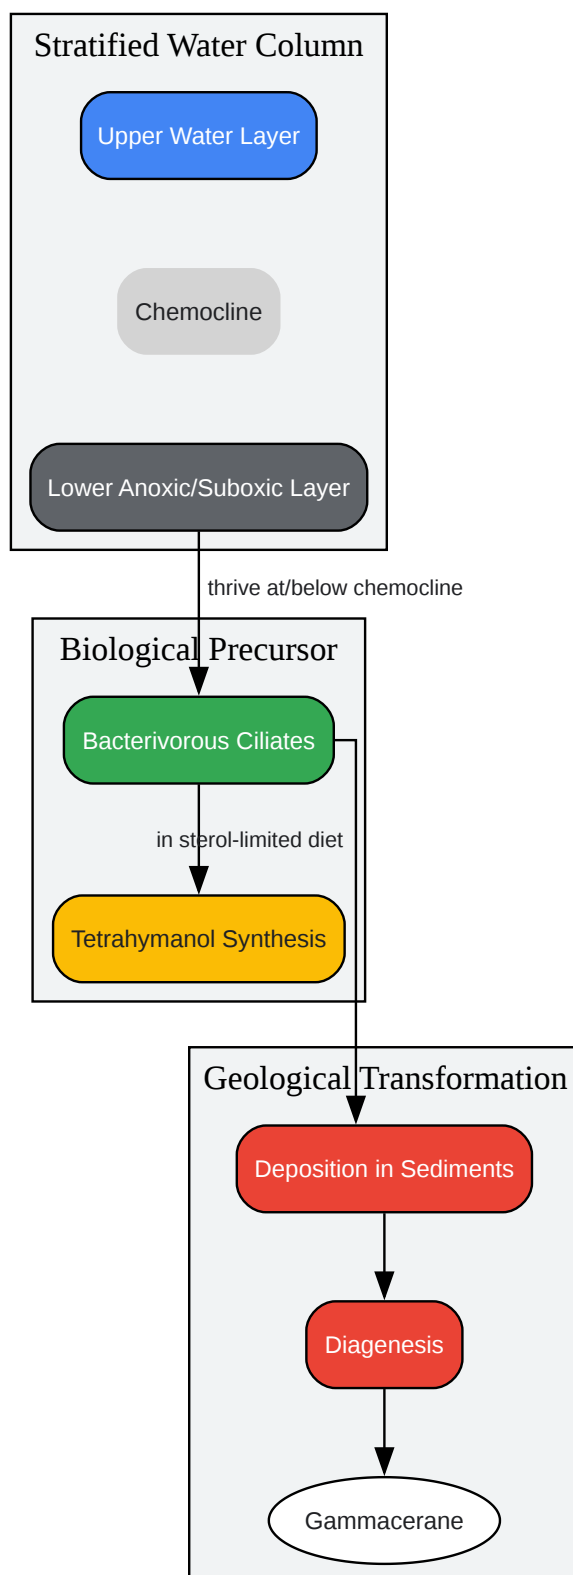 Stratified Water Column
Upper Water Layer
Chemocline
Lower Anoxic/Suboxic Layer
thrive at/below chemocline
Biological Precursor
Bacterivorous Ciliates
in sterol-limited diet
Tetrahymanol Synthesis
Geological Transformation
Deposition in Sediments
Diagenesis
Gammacerane